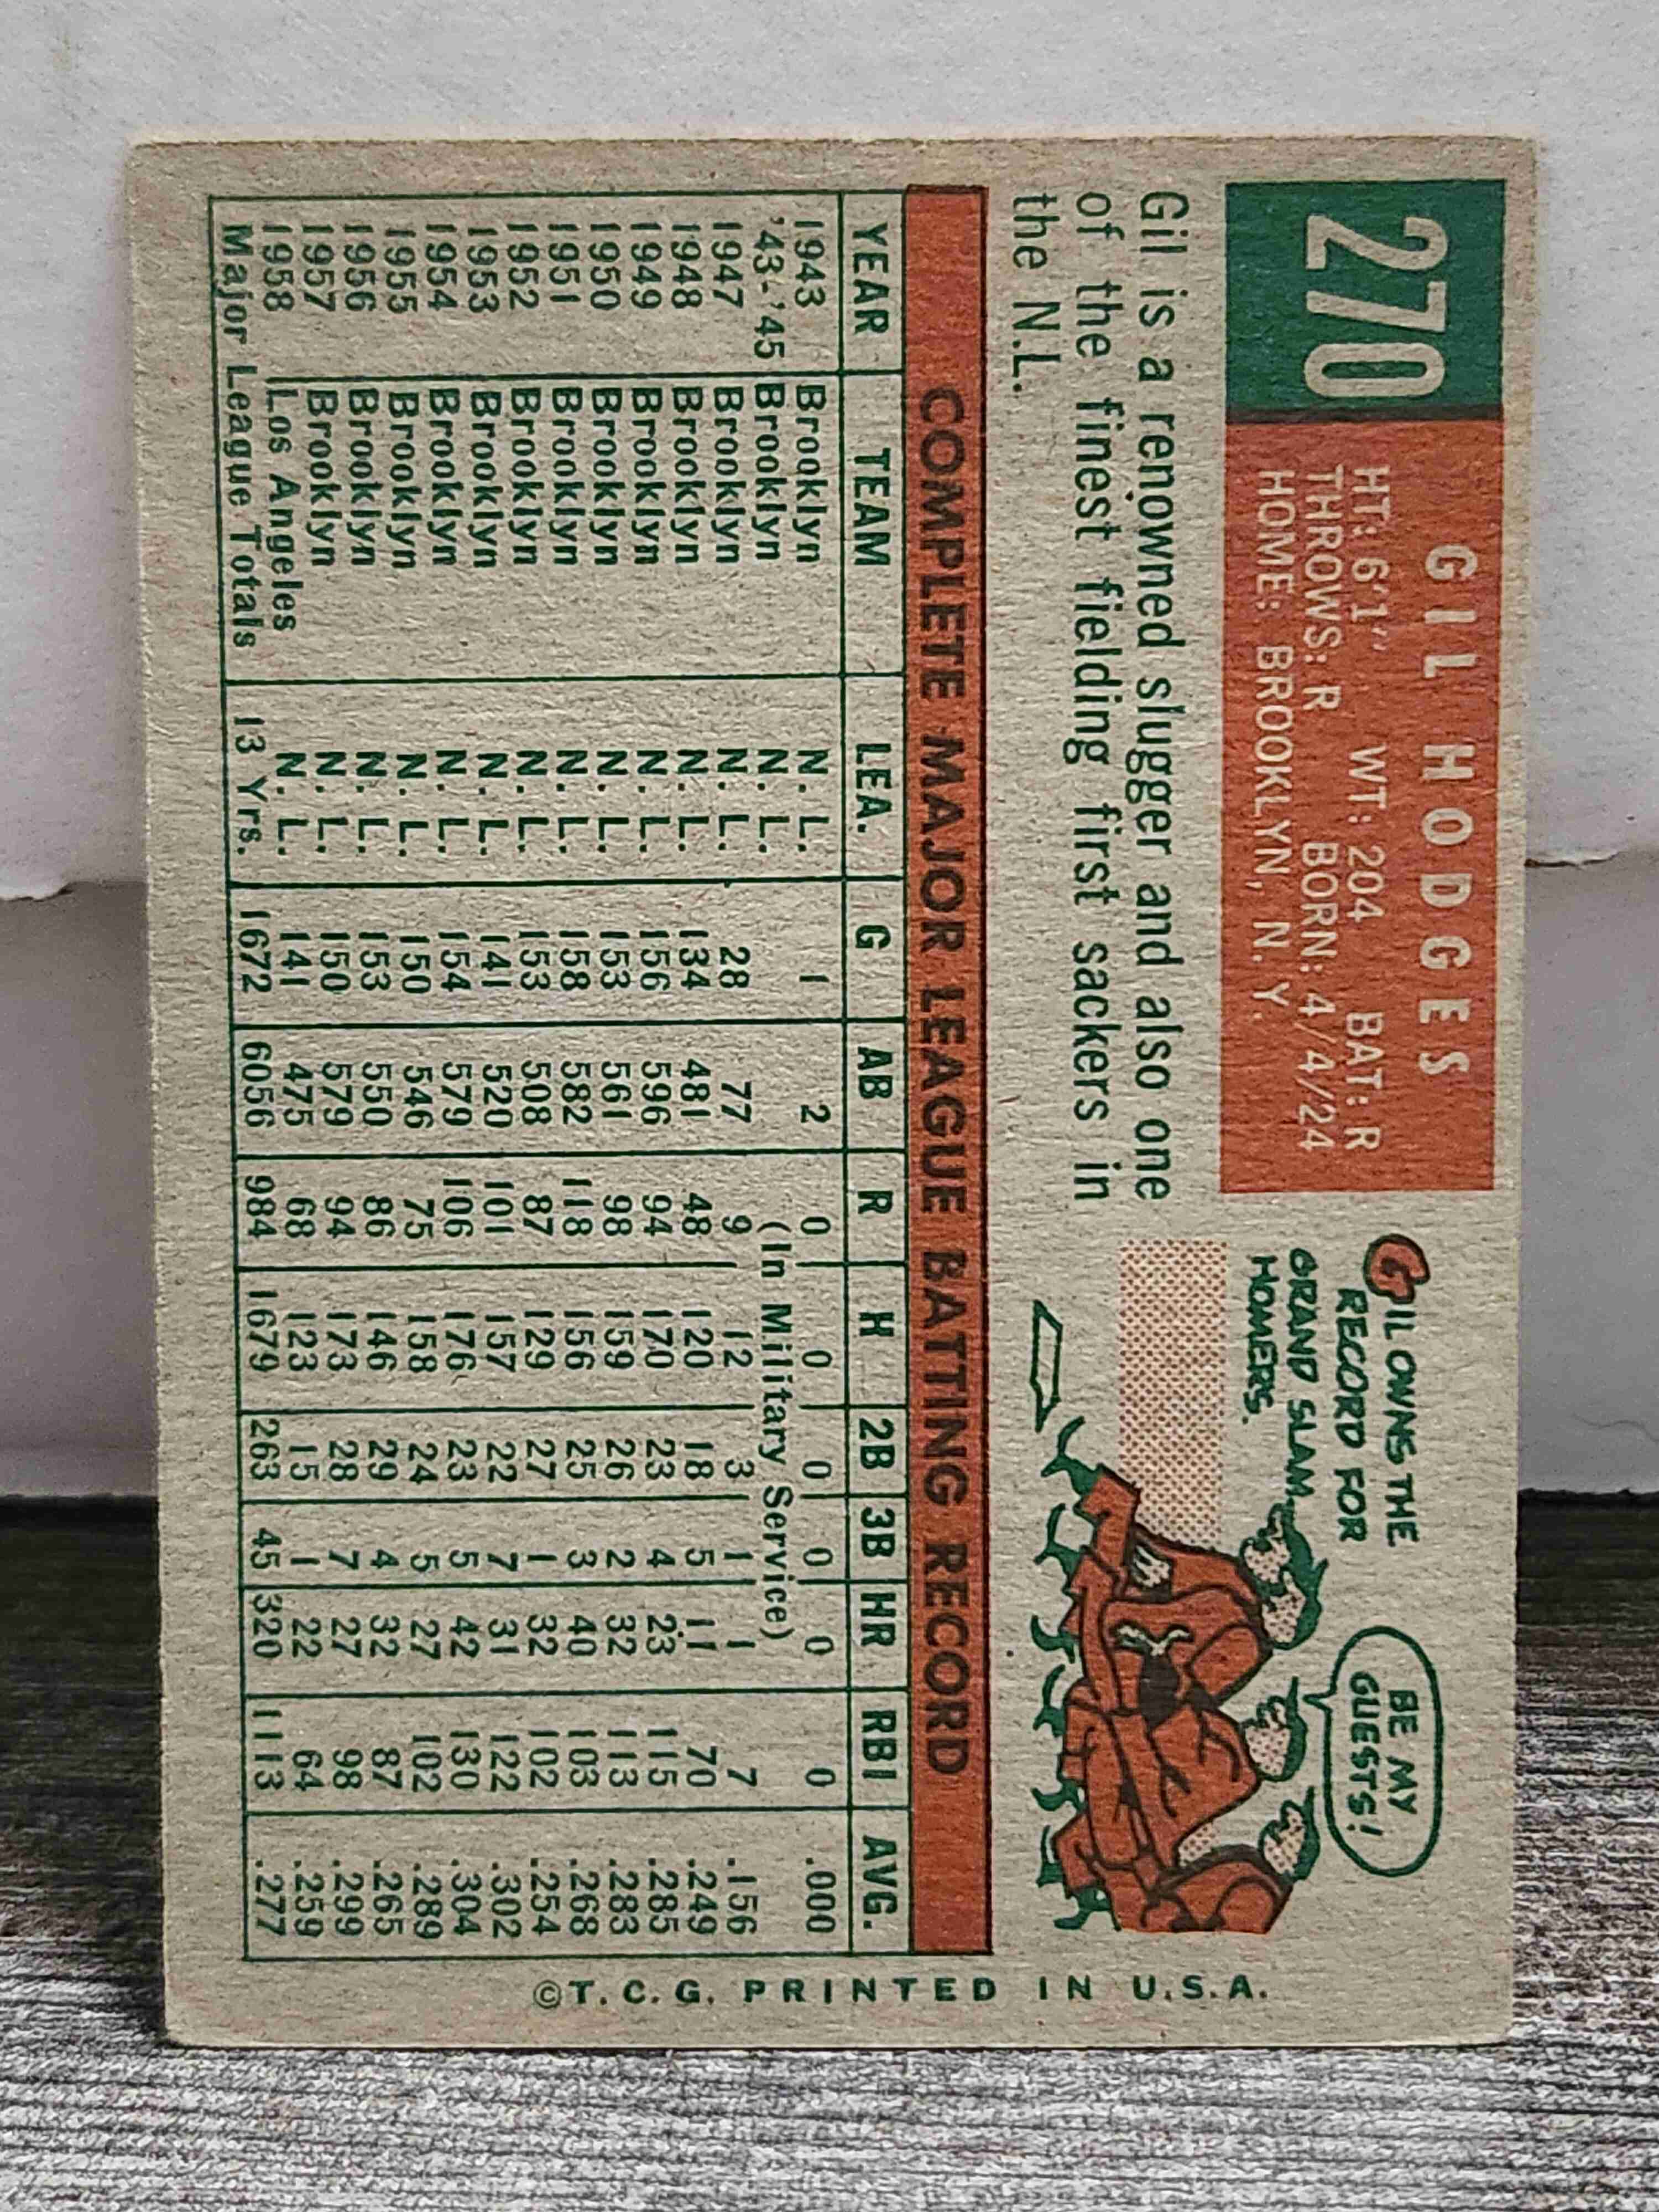 270
GIL HODGES
HT: 6'1" WT: 204 BAT: R
THROWS: R BORN: 4/4/24
HOME: BROOKLYN, N. Y.
Gil is a renowned slugger and also one
of the finest fielding first sackers in
the N.L.
GIL OWNS THE
RECORD FOR
GRAND SLAM
HOMERS.
BE MY
GUESTS!
COMPLETE MAJOR LEAGUE BATTING RECORD
YEAR TEAM LEA. G AB R H 2B 3B HR RBI AVG.
1943 Brooklyn N. L. 1 2 0 0 0 0 0 0 .000
'43-'45 Brooklyn N. L. (In Military Service)
1947 Brooklyn N. L. 28 77 9 12 3 1 1 7 .156
1948 Brooklyn N. L. 134 481 48 120 18 5 11 70 .249
1949 Brooklyn N. L. 156 596 94 170 23 4 23 115 .285
1950 Brooklyn N. L. 153 561 98 159 26 2 32 113 .283
1951 Brooklyn N. L. 158 582 118 156 25 3 40 103 .268
1952 Brooklyn N. L. 153 508 87 129 27 1 32 102 .254
1953 Brooklyn N. L. 141 520 101 157 22 7 31 122 .302
1954 Brooklyn N. L. 154 579 106 176 23 5 42 130 .304
1955 Brooklyn N. L. 150 546 75 158 24 5 27 102 .289
1956 Brooklyn N. L. 153 550 86 146 29 4 32 87 .265
1957 Brooklyn N. L. 150 579 94 173 28 7 27 98 .299
1958 Los Angeles N. L. 141 475 68 123 15 1 22 64 .259
Major League Totals 13 Yrs. 1672 6056 984 1679 263 45 320 1113 .277
©T. C. G. PRINTED IN U.S.A.